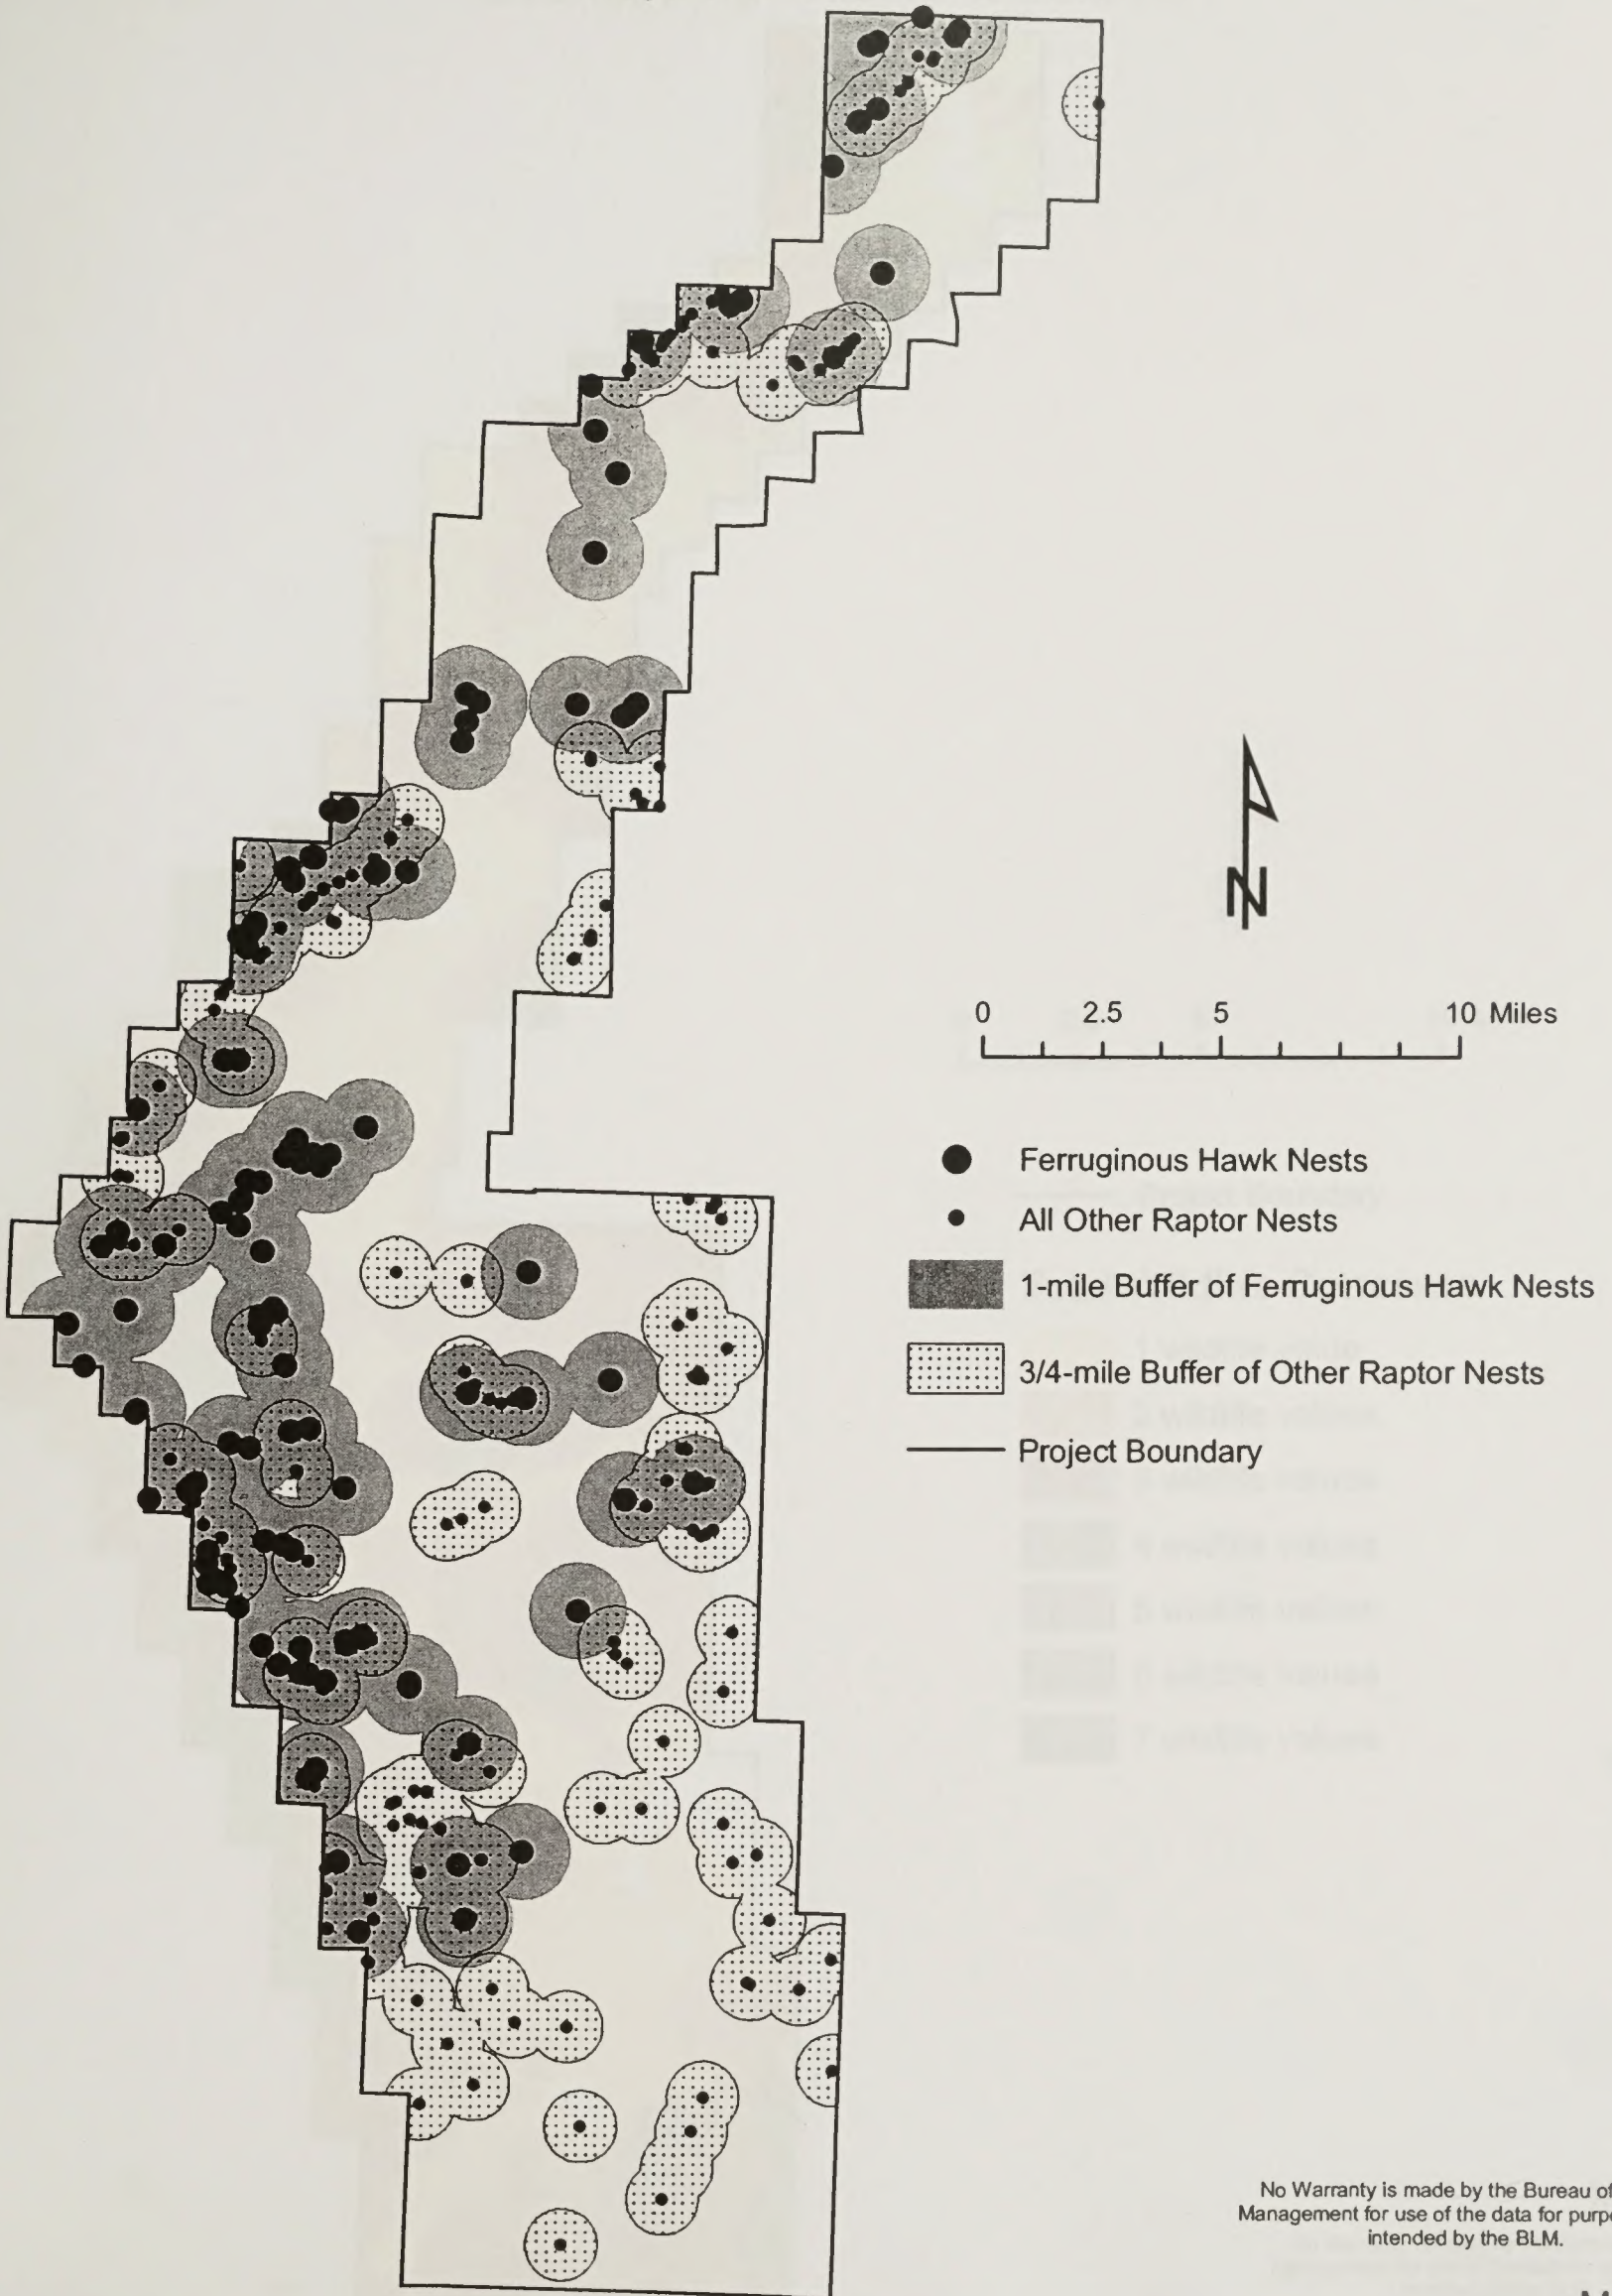 N
0 2.5 5 10 Miles
Ferruginous Hawk Nests
All Other Raptor Nests
1-mile Buffer of Ferruginous Hawk Nests
3/4-mile Buffer of Other Raptor Nests
Project Boundary
No Warranty is made by the Bureau of
Management for use of the data for
intended by the BLM.